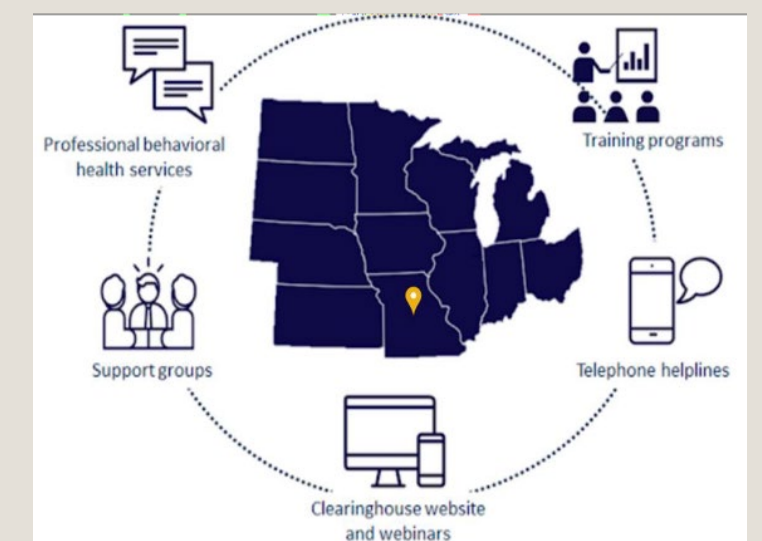 Professional behavioral
health services
Training programs
Support groups
Telephone helplines
Clearinghouse website
and webinars